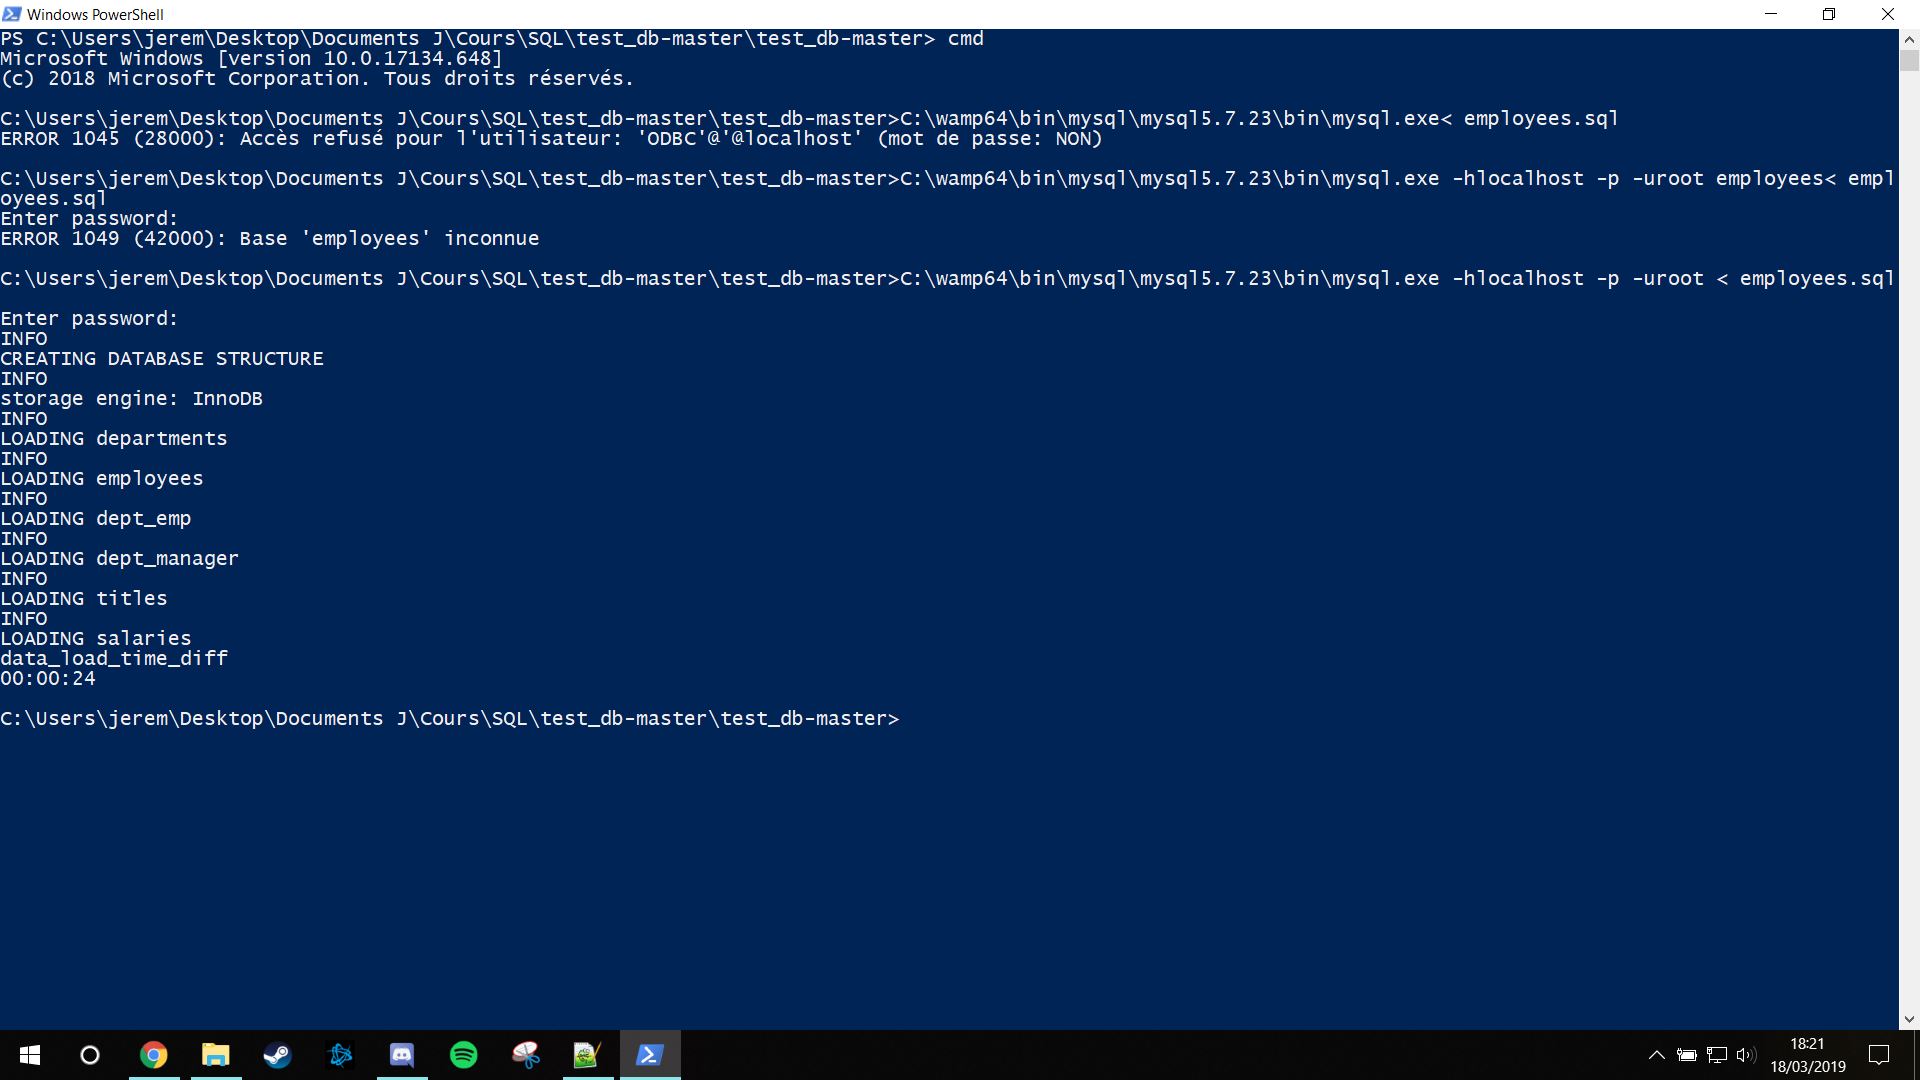 Windows PowerShell
PS C:\Users\jerem\Desktop\Documents J\Cours\SQL\test_db-master\test_db-master> cmd
Microsoft Windows [version 10.0.17134.648]
(c) 2018 Microsoft Corporation. Tous droits réservés.
C:\Users\jerem\Desktop\Documents J\Cours\SQL\test_db-master\test_db-master>C:\wamp64\bin\mysql\mysql5.7.23\bin\mysql.exe< employees.sql
ERROR 1045 (28000): Accès refusé pour l'utilisateur: 'ODBC'@'@localhost' (mot de passe: NON)
C:\Users\jerem\Desktop\Documents J\Cours\SQL\test_db-master\test_db-master>C:\wamp64\bin\mysql\mysql5.7.23\bin\mysql.exe -hlocalhost -p -uroot employees< empl
oyees.sql
Enter password:
ERROR 1049 (42000): Base 'employees' inconnue
C:\Users\jerem\Desktop\Documents J\Cours\SQL\test_db-master\test_db-master>C:\wamp64\bin\mysql\mysql5.7.23\bin\mysql.exe -hlocalhost -p -uroot < employees.sql
Enter password:
INFO
CREATING DATABASE STRUCTURE
INFO
storage engine: InnoDB
INFO
LOADING departments
INFO
LOADING employees
INFO
LOADING dept_emp
INFO
LOADING dept_manager
INFO
LOADING titles
INFO
LOADING salaries
data_load_time_diff
00:00:24
C:\Users\jerem\Desktop\Documents J\Cours\SQL\test_db-master\test_db-master>
18:21
18/03/2019